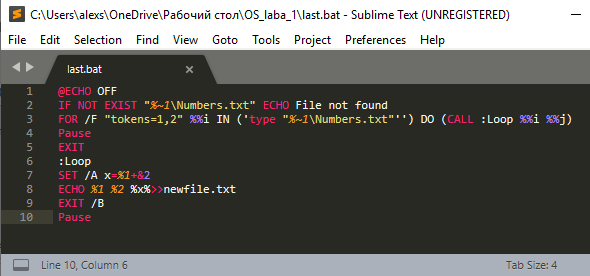 C:\Users\alexs\OneDrive\Рабочий стол\OS_laba_1\last.bat - Sublime Text (UNREGISTERED)
File Edit Selection Find View Goto Tools Project Preferences Help
last.bat ×
1 @ECHO OFF
2 IF NOT EXIST "%~1\Numbers.txt" ECHO File not found
3 FOR /F "tokens=1,2" %%i IN ('type "%~1\Numbers.txt"'') DO (CALL :Loop %%i %%j)
4 Pause
5 EXIT
6 :Loop
7 SET /A x=%1+&2
8 ECHO %1 %2 %x%>>newfile.txt
9 EXIT /B
10 Pause
Line 10, Column 6 Tab Size: 4